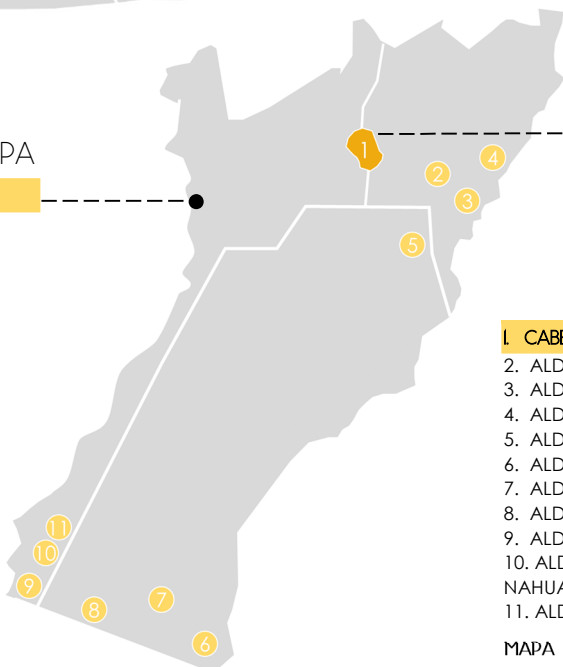 PA
1
4
2
3
5
11
10
9
8
7
6
1. CABE
2. ALD
3. ALD
4. ALD
5. ALD
6. ALD
7. ALD
8. ALD
9. ALD
10. ALD
NAHUA
11. ALD
MAPA